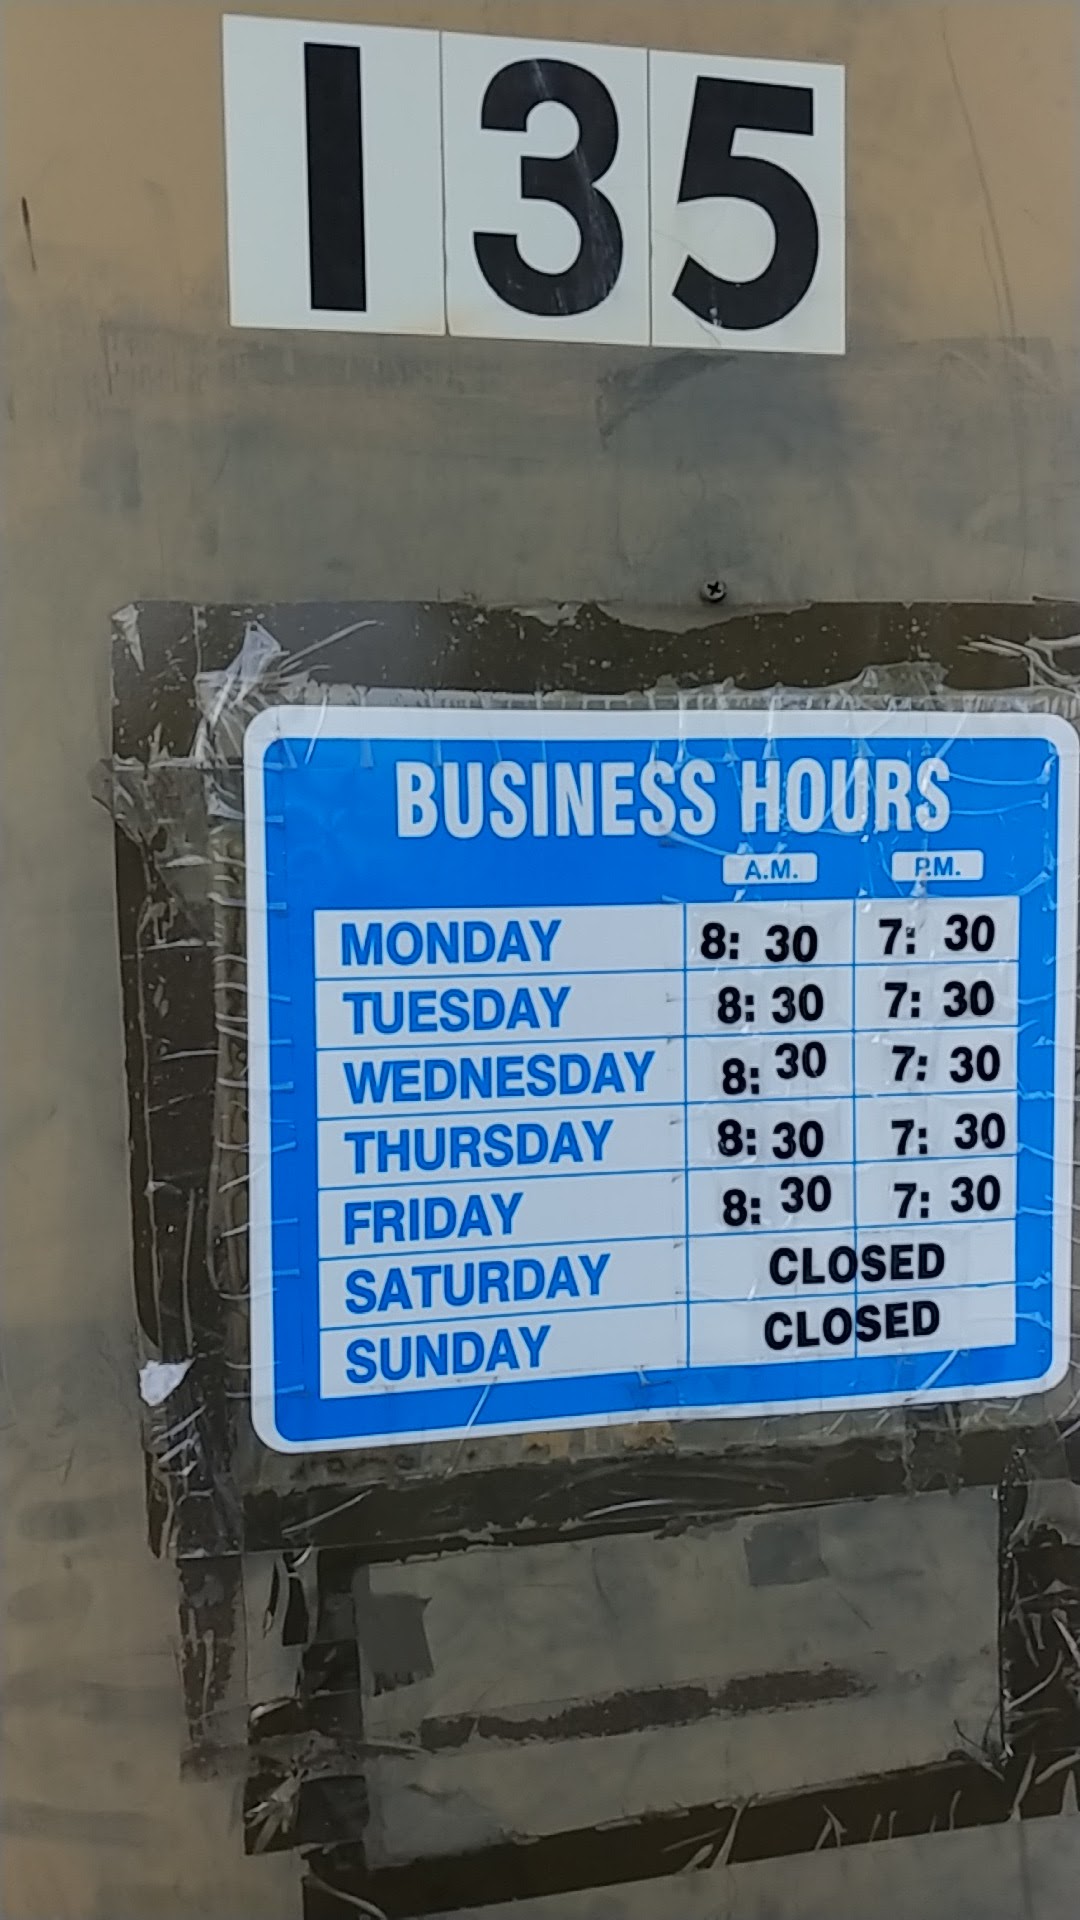 135
BUSINESS HOURS
A.M. P.M.
MONDAY 8: 30 7: 30
TUESDAY 8: 30 7: 30
WEDNESDAY 8: 30 7: 30
THURSDAY 8: 30 7: 30
FRIDAY 8: 30 7: 30
SATURDAY CLOSED
SUNDAY CLOSED